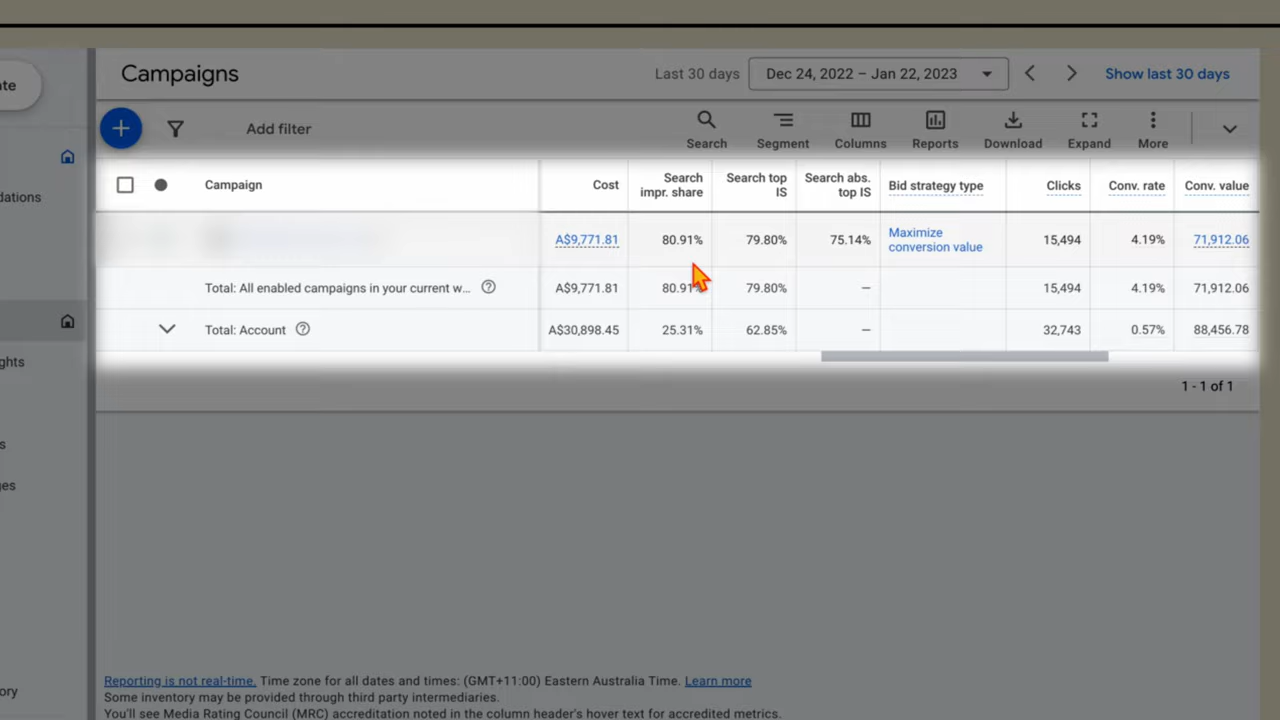 te
Campaigns
Last 30 days
Dec 24, 2022 – Jan 22, 2023
Show last 30 days
Add filter
Search
Segment
Columns
Reports
Download
Expand
More
dations
ghts
s
ges
ory
Campaign
Cost
Search
impr. share
Search top
IS
Search abs.
top IS
Bid strategy type
Clicks
Conv. rate
Conv. value
A$9,771.81
80.91%
79.80%
75.14%
Maximize
conversion value
15,494
4.19%
71,912.06
Total: All enabled campaigns in your current w...
A$9,771.81
80.91%
79.80%
—
15,494
4.19%
71,912.06
Total: Account
A$30,898.45
25.31%
62.85%
—
32,743
0.57%
88,456.78
1 - 1 of 1
Reporting is not real-time. Time zone for all dates and times: (GMT+11:00) Eastern Australia Time. Learn more
Some inventory may be provided through third party intermediaries.
You'll see Media Rating Council (MRC) accreditation noted in the column header's hover text for accredited metrics.